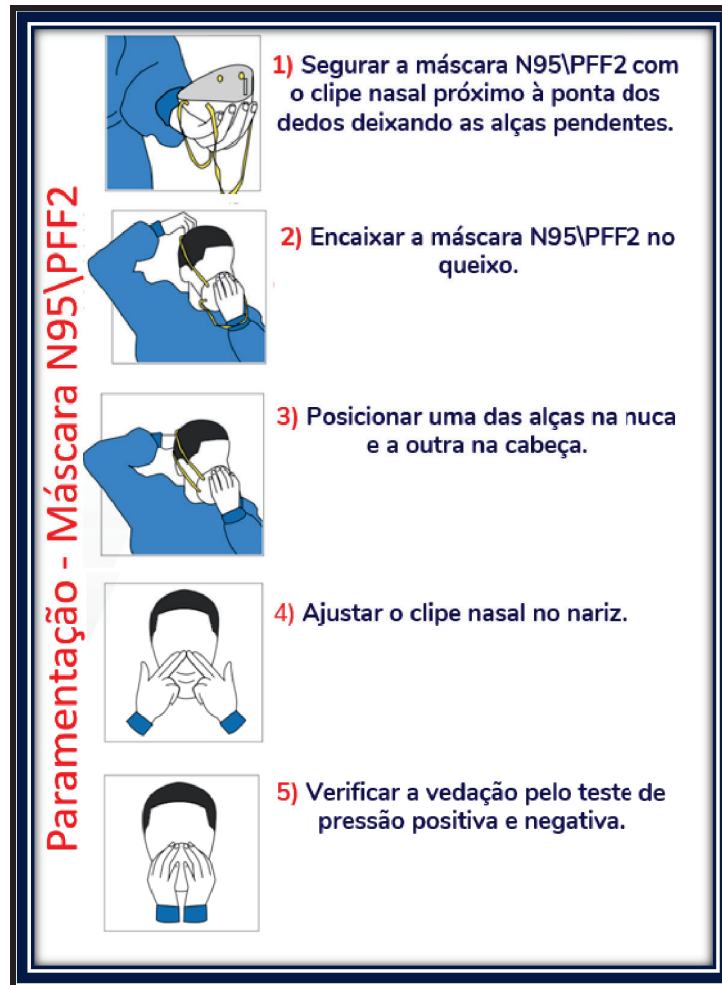 Paramentação - Máscara N95\PFF2
1) Segurar a máscara N95\PFF2 com
o clipe nasal próximo à ponta dos
dedos deixando as alças pendentes.
2) Encaixar a máscara N95\PFF2 no
queixo.
3) Posicionar uma das alças na nuca
e a outra na cabeça.
4) Ajustar o clipe nasal no nariz.
5) Verificar a vedação pelo teste de
pressão positiva e negativa.